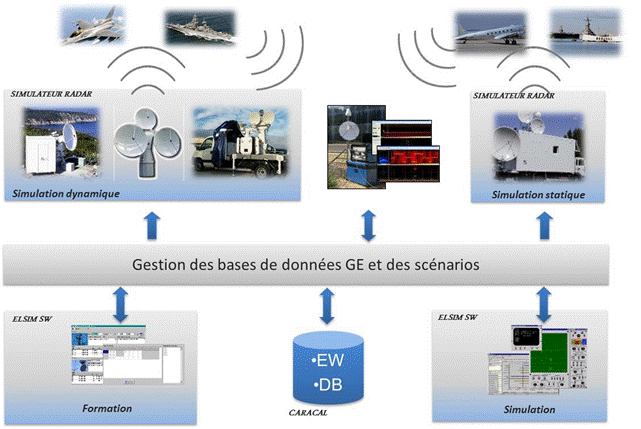 SIMULATEUR RADAR
SIMULATEUR RADAR
Simulation dynamique
Simulation statique
Gestion des bases de données GE et des scénarios
ELSIM SW
ELSIM SW
•EW
•DB
Formation
CARACAL
Simulation